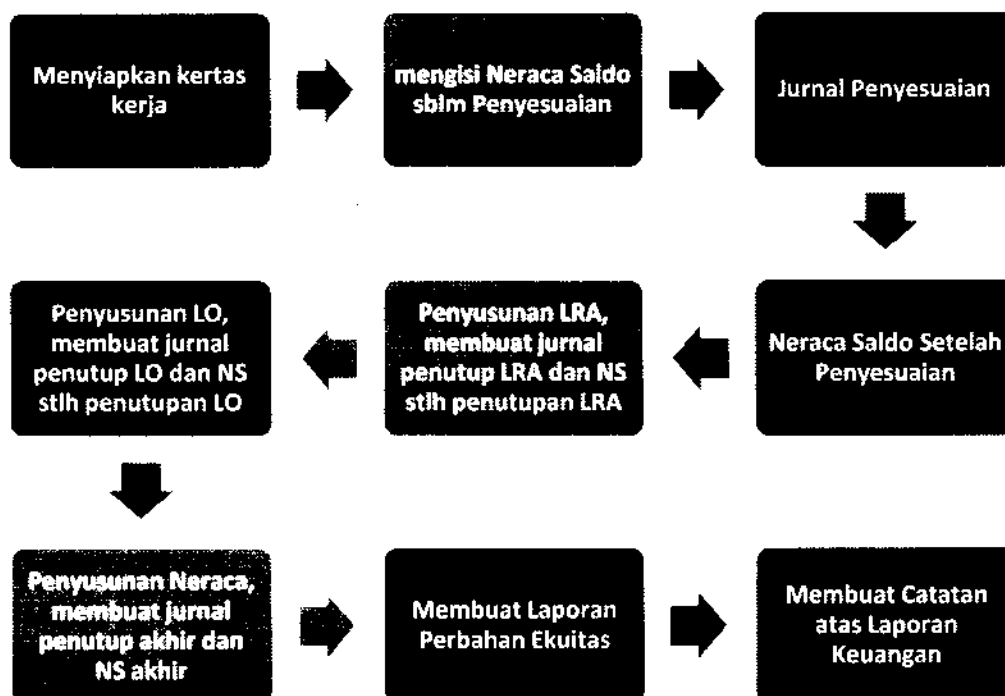 Menyiapkan kertas
kerja
mengisi Neraca Saldo
sblm Penyesuaian
Jurnal Penyesuaian
Neraca Saldo Setelah
Penyesuaian
Penyusunan LRA,
membuat jurnal
penutup LRA dan NS
stlh penutupan LRA
Penyusunan LO,
membuat jurnal
penutup LO dan NS
stlh penutupan LO
Penyusunan Neraca,
membuat jurnal
penutup akhir dan
NS akhir
Membuat Laporan
Perbahan Ekuitas
Membuat Catatan
atas Laporan
Keuangan